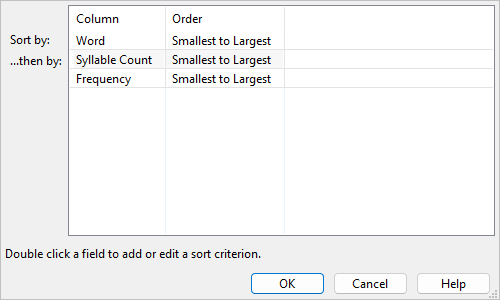 Column Order
Sort by: Word Smallest to Largest
...then by: Syllable Count Smallest to Largest
Frequency Smallest to Largest
Double click a field to add or edit a sort criterion.
OK Cancel Help